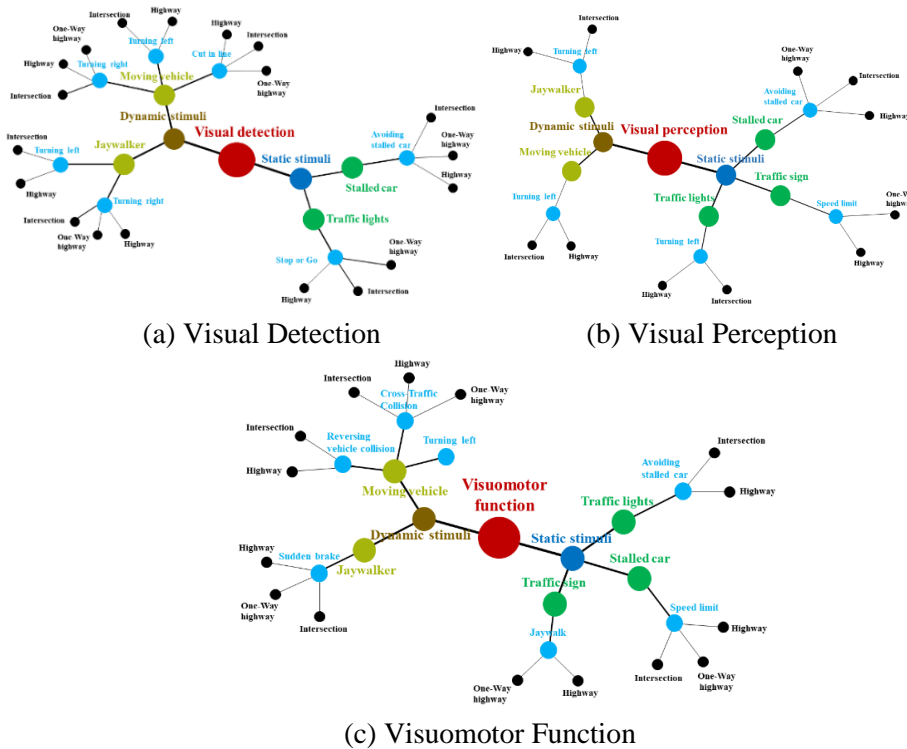 Intersection
Highway
One-Way
highway
Turning left
Cut in line
Intersection
Highway
Turning right
One-Way
highway
Intersection
Moving vehicle
Dynamic stimuli
Visual detection
Intersection
Turning left
Jaywalker
Highway
Turning right
Intersection
One-Way
highway
Highway
Static stimuli
Avoiding
stalled car
Intersection
One-Way
highway
Highway
Stalled car
Traffic lights
Stop or Go
One-Way
highway
Highway
Intersection
(a) Visual Detection
Intersection
Highway
Turning left
Jaywalker
Dynamic stimuli
Visual perception
Moving vehicle
Turning left
Intersection
Highway
One-Way
highway
Intersection
Avoiding
stalled car
Highway
Stalled car
Static stimuli
Traffic sign
Traffic lights
Speed limit
One-Way
highway
Highway
Turning left
Highway
Intersection
(b) Visual Perception
Highway
Intersection
Cross-Traffic
Collision
One-Way
highway
Intersection
Reversing
vehicle collision
Turning left
Highway
Moving vehicle
Visuomotor
function
Dynamic stimuli
Highway
Sudden brake
Jaywalker
One-Way
highway
Intersection
Intersection
Avoiding
stalled car
Highway
Traffic lights
Static stimuli
Stalled car
Traffic sign
Speed limit
Highway
Jaywalk
Intersection
One-Way
highway
One-Way
highway
Highway
(c) Visuomotor Function